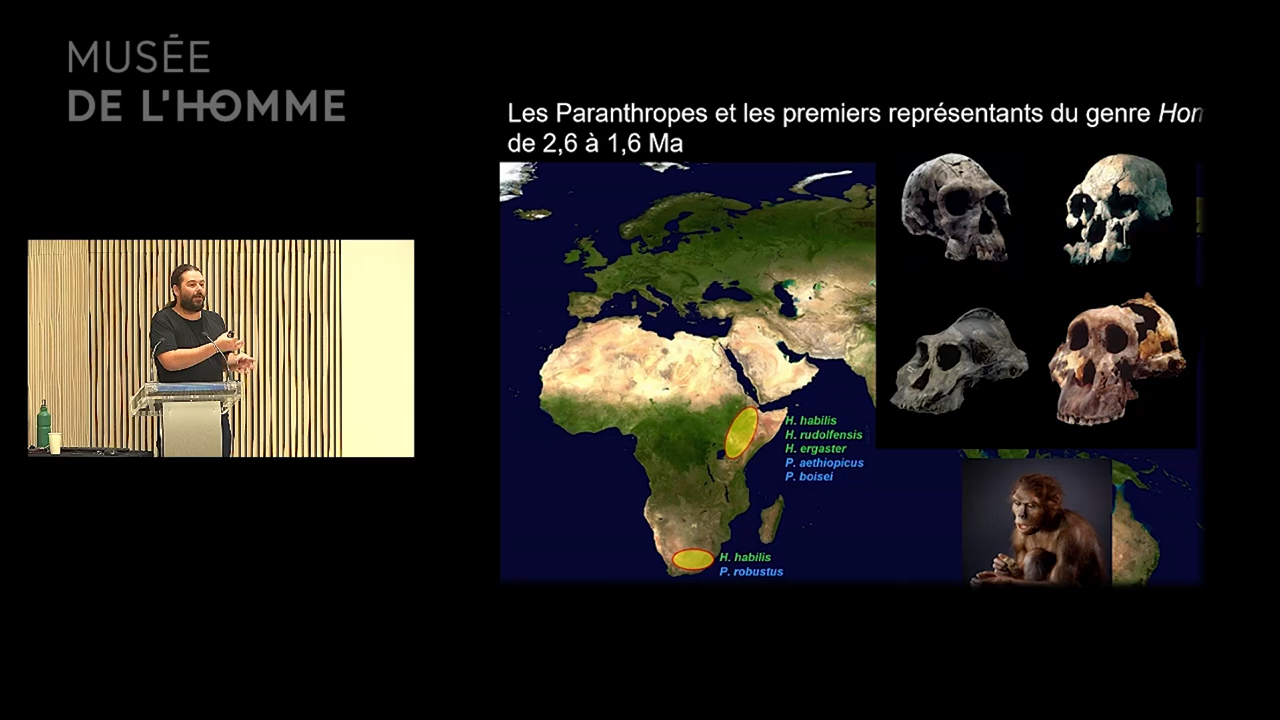 MUSÉE
DE L'HOMME
Les Paranthropes et les premiers représentants du genre Hom
de 2,6 à 1,6 Ma
H. habilis
H. rudolfensis
H. ergaster
P. aethiopicus
P. boisei
H. habilis
P. robustus